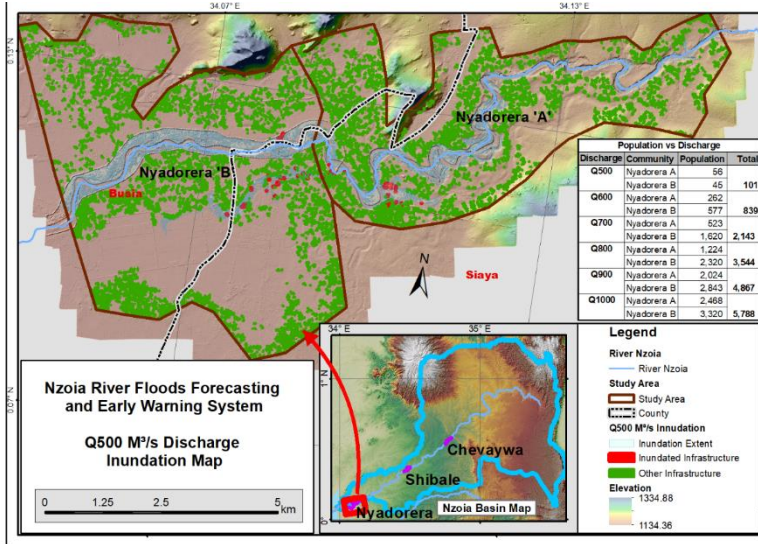 34.07° E
34.13° E
0.13° N
0.07° N
Nyadorera 'A'
Nyadorera 'B'
Busia
Siaya
N
Population vs Discharge
Discharge Community Population Total
Q500 Nyadorera A 56
Nyadorera B 45 101
Q600 Nyadorera A 262
Nyadorera B 577 839
Q700 Nyadorera A 523
Nyadorera B 1,620 2,143
Q800 Nyadorera A 1,224
Nyadorera B 2,320 3,544
Q900 Nyadorera A 2,024
Nyadorera B 2,843 4,867
Q1000 Nyadorera A 2,468
Nyadorera B 3,320 5,788
Nzoia River Floods Forecasting
and Early Warning System
Q500 M³/s Discharge
Inundation Map
0 1.25 2.5 5
km
34°E
35°E
1°N
0°
Chevaywa
Shibale
Nyadorera
Nzoia Basin Map
Legend
River Nzoia
River Nzoia
Study Area
Study Area
County
Q500 M³/s Innudation
Inundation Extent
Inundated Infrastructure
Other Infrastructure
Elevation
1334.88
1134.36